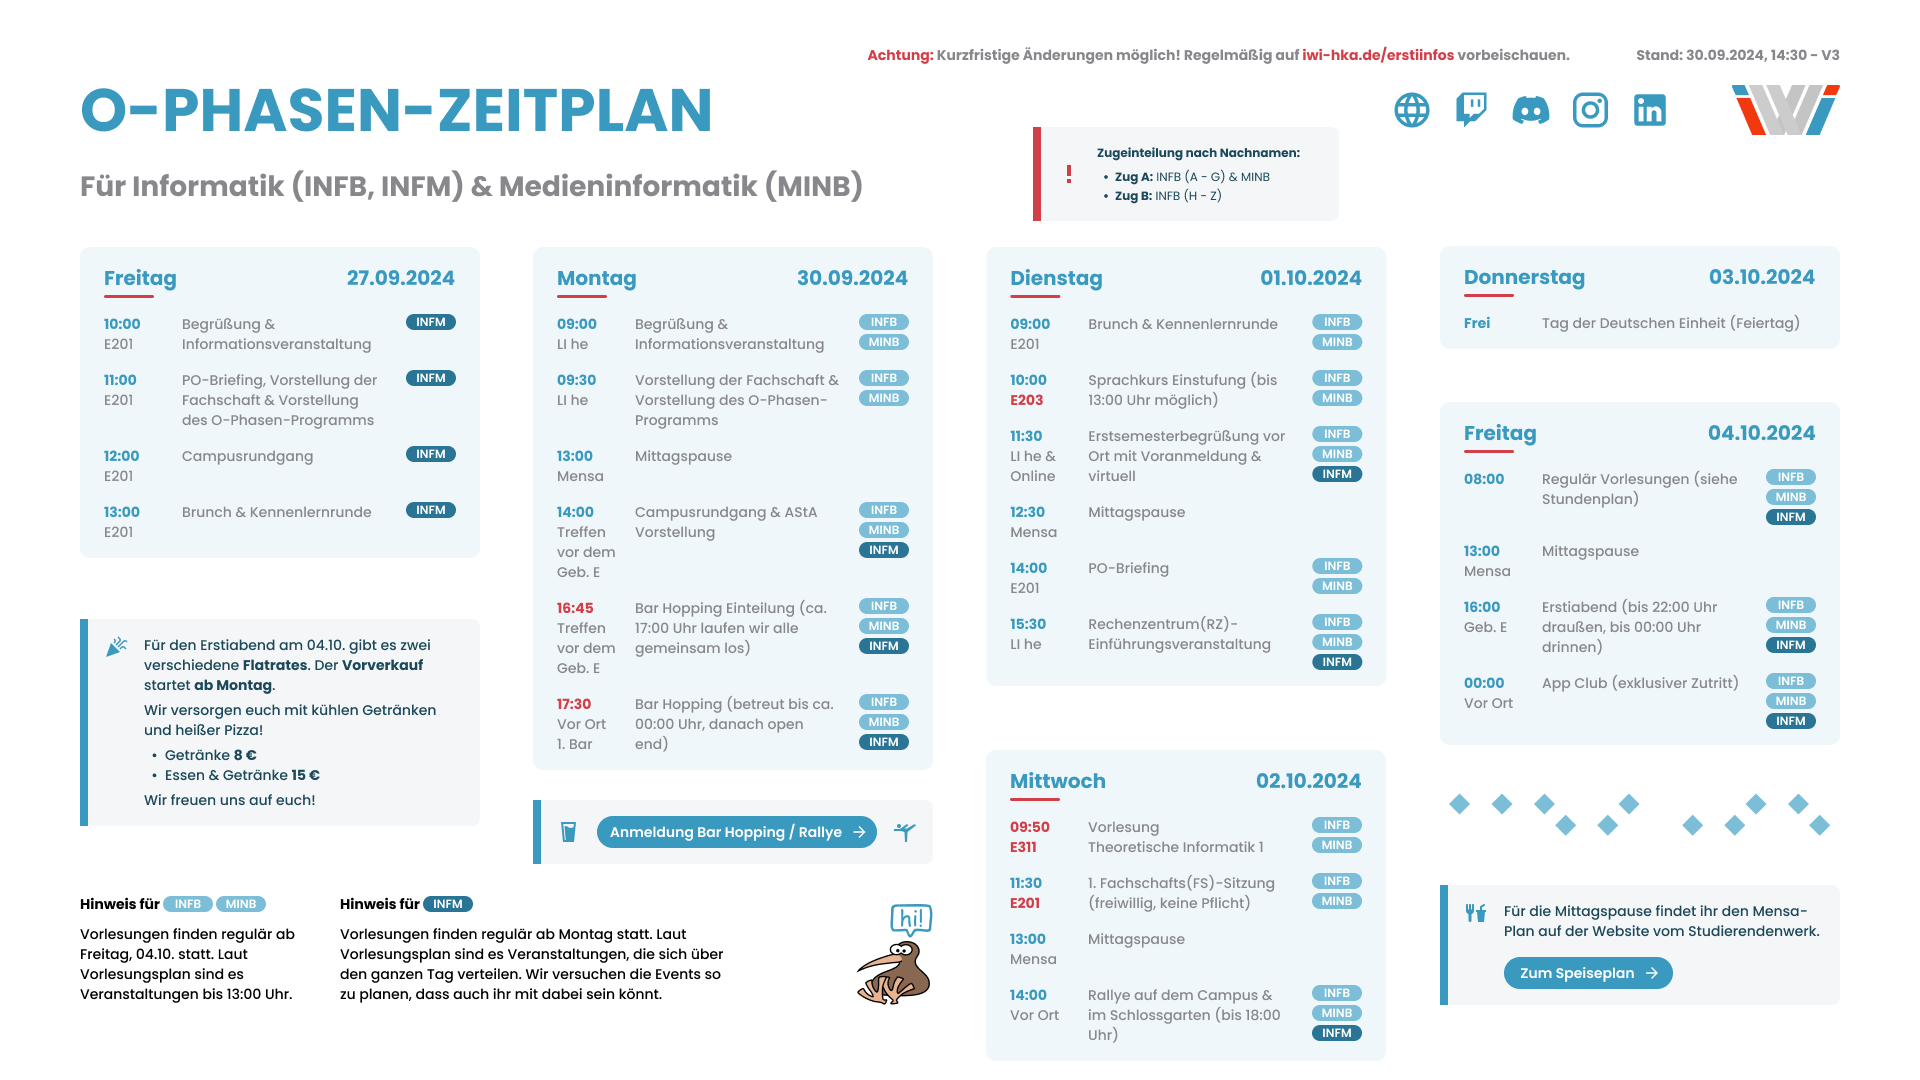 Achtung: Kurzfristige Änderungen möglich! Regelmäßig auf iwi-hka.de/erstiinfos vorbeischauen.
Stand: 30.09.2024, 14:30 - V3
O-PHASEN-ZEITPLAN
Für Informatik (INFB, INFM) & Medieninformatik (MINB)
!
Zugeinteilung nach Nachnamen:
• Zug A: INFB (A - G) & MINB
• Zug B: INFB (H - Z)
IWI
Freitag 27.09.2024
10:00 Begrüßung & INFM
E201 Informationsveranstaltung
11:00 PO-Briefing, Vorstellung der INFM
E201 Fachschaft & Vorstellung
des O-Phasen-Programms
12:00 Campusrundgang INFM
E201
13:00 Brunch & Kennenlernrunde INFM
E201
Für den Erstiabend am 04.10. gibt es zwei
verschiedene Flatrates. Der Vorverkauf
startet ab Montag.
Wir versorgen euch mit kühlen Getränken
und heißer Pizza!
• Getränke 8 €
• Essen & Getränke 15 €
Wir freuen uns auf euch!
Hinweis für INFB MINB
Vorlesungen finden regulär ab
Freitag, 04.10. statt. Laut
Vorlesungsplan sind es
Veranstaltungen bis 13:00 Uhr.
Hinweis für INFM
Vorlesungen finden regulär ab Montag statt. Laut
Vorlesungsplan sind es Veranstaltungen, die sich über
den ganzen Tag verteilen. Wir versuchen die Events so
zu planen, dass auch ihr mit dabei sein könnt.
Montag 30.09.2024
09:00 Begrüßung & INFB
LI he Informationsveranstaltung MINB
09:30 Vorstellung der Fachschaft & INFB
LI he Vorstellung des O-Phasen- MINB
Programms
13:00 Mittagspause
Mensa
14:00 Campusrundgang & AStA INFB
Treffen Vorstellung MINB
vor dem INFM
Geb. E
16:45 Bar Hopping Einteilung (ca. INFB
Treffen 17:00 Uhr laufen wir alle MINB
vor dem gemeinsam los) INFM
Geb. E
17:30 Bar Hopping (betreut bis ca. INFB
Vor Ort 00:00 Uhr, danach open MINB
1. Bar end) INFM
Anmeldung Bar Hopping / Rallye →
hi!
Dienstag 01.10.2024
09:00 Brunch & Kennenlernrunde INFB
E201 MINB
10:00 Sprachkurs Einstufung (bis INFB
E203 13:00 Uhr möglich) MINB
11:30 Erstsemesterbegrüßung vor INFB
LI he & Ort mit Voranmeldung & MINB
Online virtuell INFM
12:30 Mittagspause
Mensa
14:00 PO-Briefing INFB
E201 MINB
15:30 Rechenzentrum(RZ)- INFB
LI he Einführungsveranstaltung MINB
INFM
Mittwoch 02.10.2024
09:50 Vorlesung INFB
E311 Theoretische Informatik 1 MINB
11:30 1. Fachschafts(FS)-Sitzung INFB
E201 (freiwillig, keine Pflicht) MINB
13:00 Mittagspause
Mensa
14:00 Rallye auf dem Campus & INFB
Vor Ort im Schlossgarten (bis 18:00 MINB
Uhr) INFM
Donnerstag 03.10.2024
Frei Tag der Deutschen Einheit (Feiertag)
Freitag 04.10.2024
08:00 Regulär Vorlesungen (siehe INFB
Stundenplan) MINB
INFM
13:00 Mittagspause
Mensa
16:00 Erstiabend (bis 22:00 Uhr INFB
Geb. E draußen, bis 00:00 Uhr MINB
drinnen) INFM
00:00 App Club (exklusiver Zutritt) INFB
Vor Ort MINB
INFM
Für die Mittagspause findet ihr den Mensa-
Plan auf der Website vom Studierendenwerk.
Zum Speiseplan →